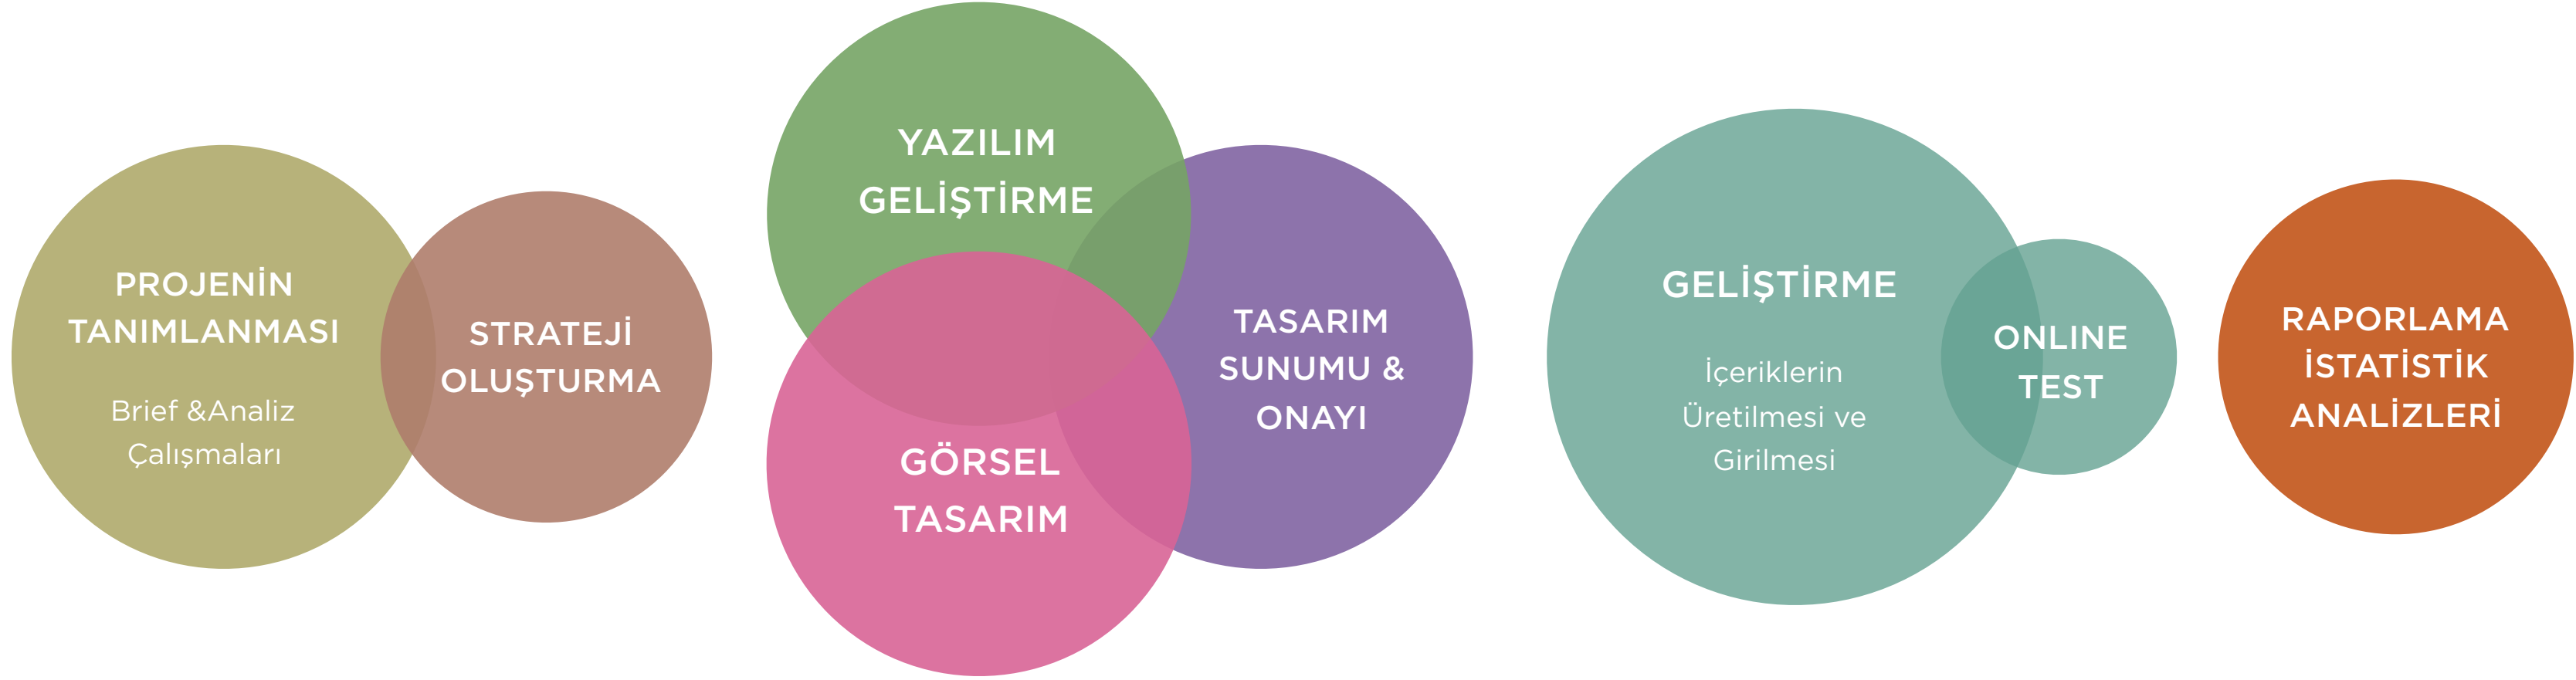 PROJENİN
TANIMLANMASI
Brief &Analiz
Çalışmaları
STRATEJİ
OLUŞTURMA
YAZILIM
GELİŞTİRME
GÖRSEL
TASARIM
TASARIM
SUNUMU &
ONAYI
GELİŞTİRME
İçeriklerin
Üretilmesi ve
Girilmesi
ONLINE
TEST
RAPORLAMA
İSTATİSTİK
ANALİZLERİ